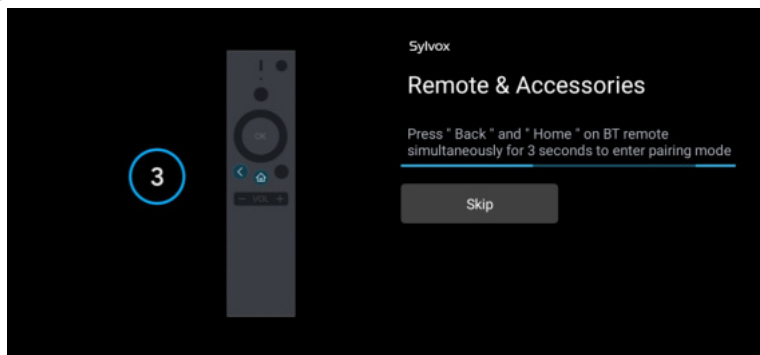 Sylvox
Remote & Accessories
Press " Back " and " Home " on BT remote
simultaneously for 3 seconds to enter pairing mode
3
OK
− VOL +
Skip